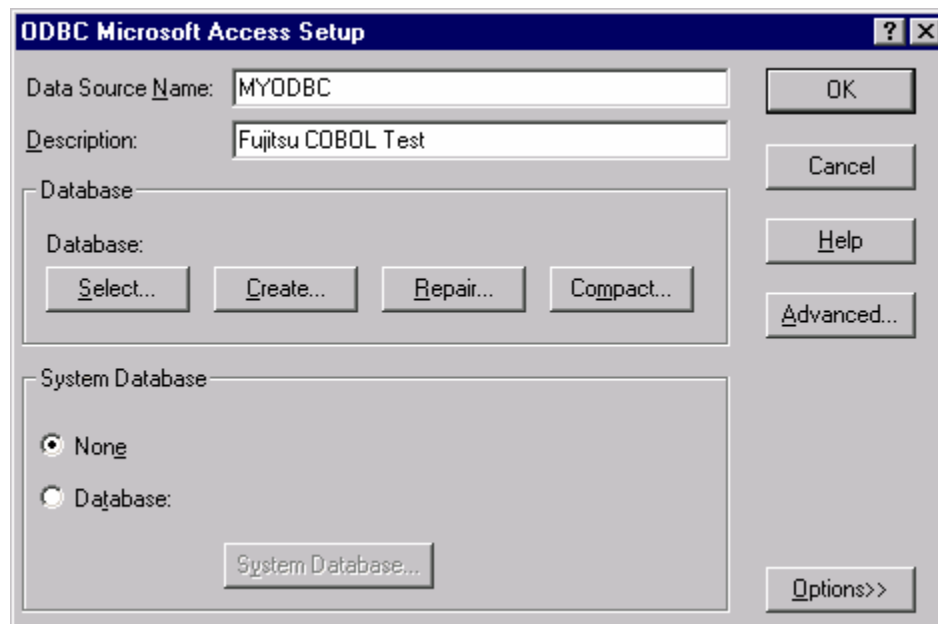 ODBC Microsoft Access Setup
Data Source Name: MYODBC
OK
Description: Fujitsu COBOL Test
Cancel
Database
Database:
Help
Select... Create... Repair... Compact...
Advanced...
System Database
None
Database:
System Database...
Options>>